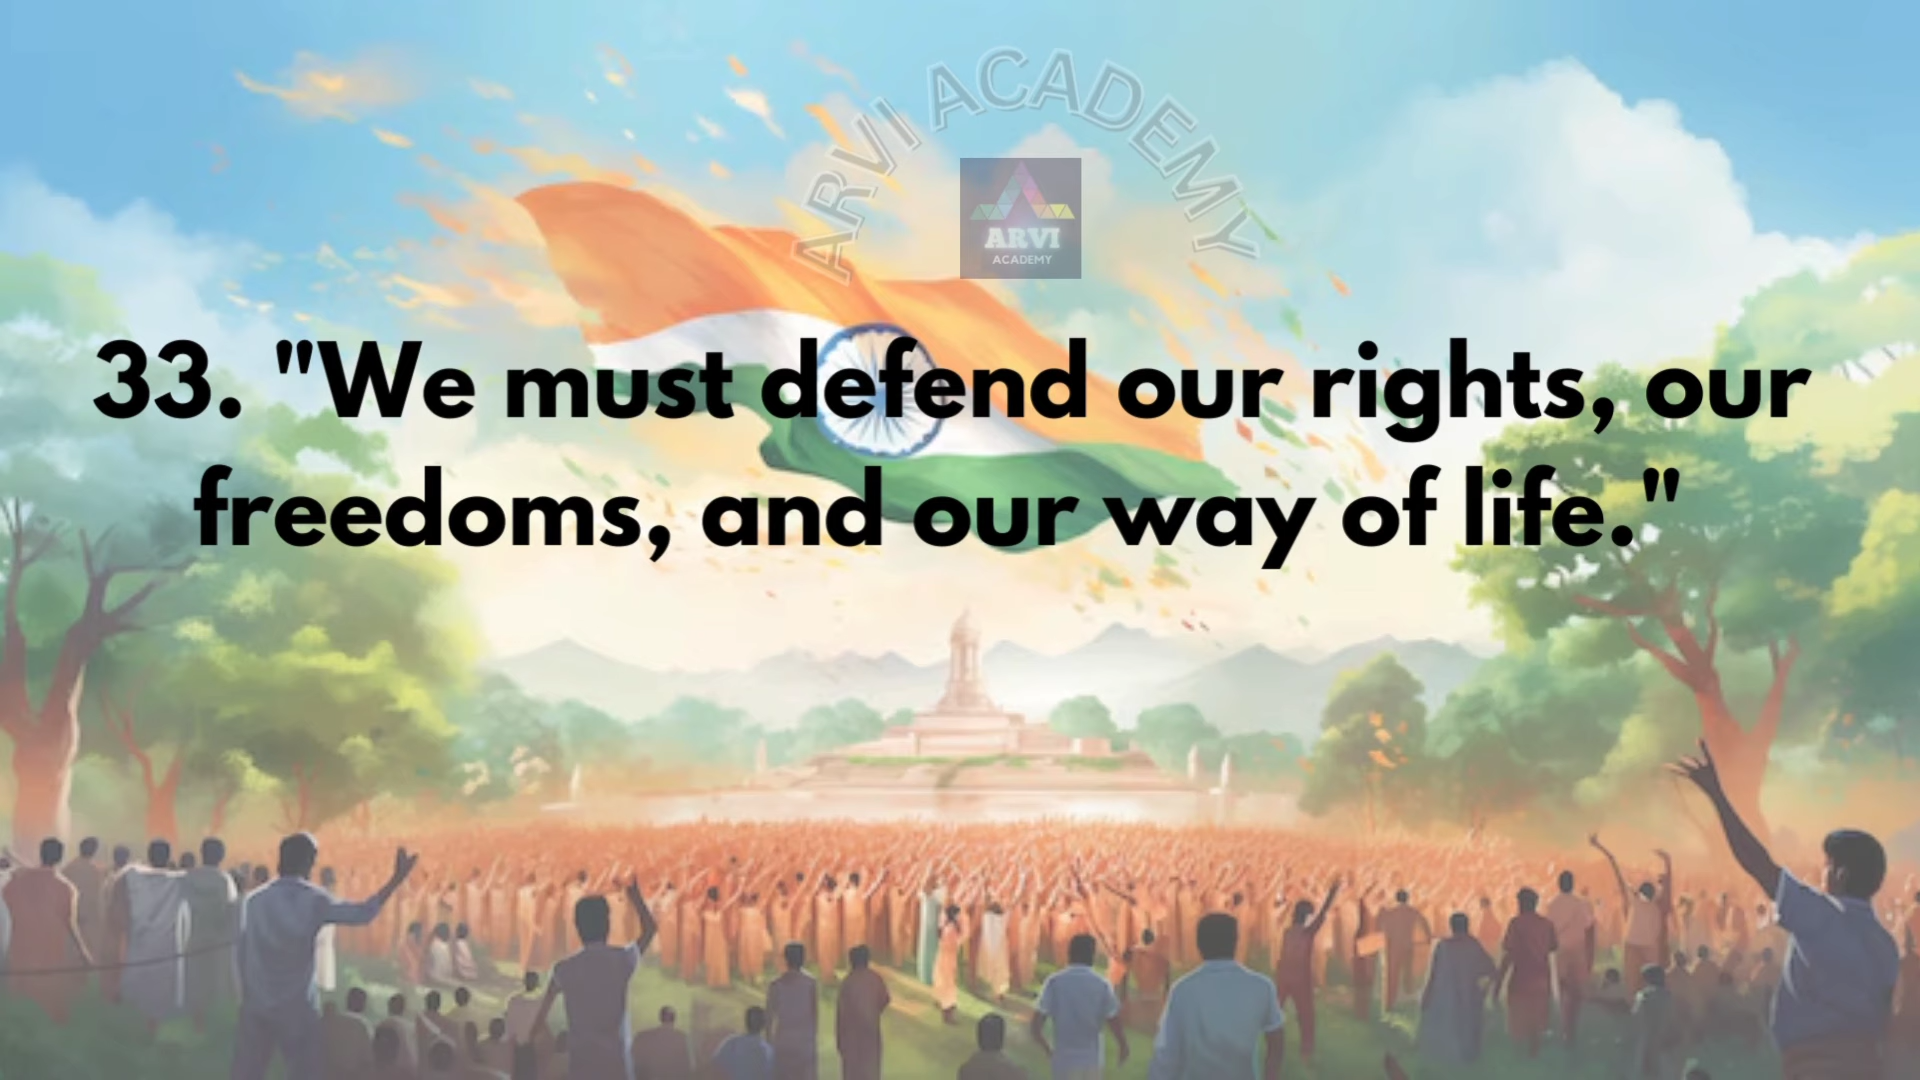 ARVI ACADEMY
ARVI
ACADEMY
33. "We must defend our rights, our
freedoms, and our way of life."